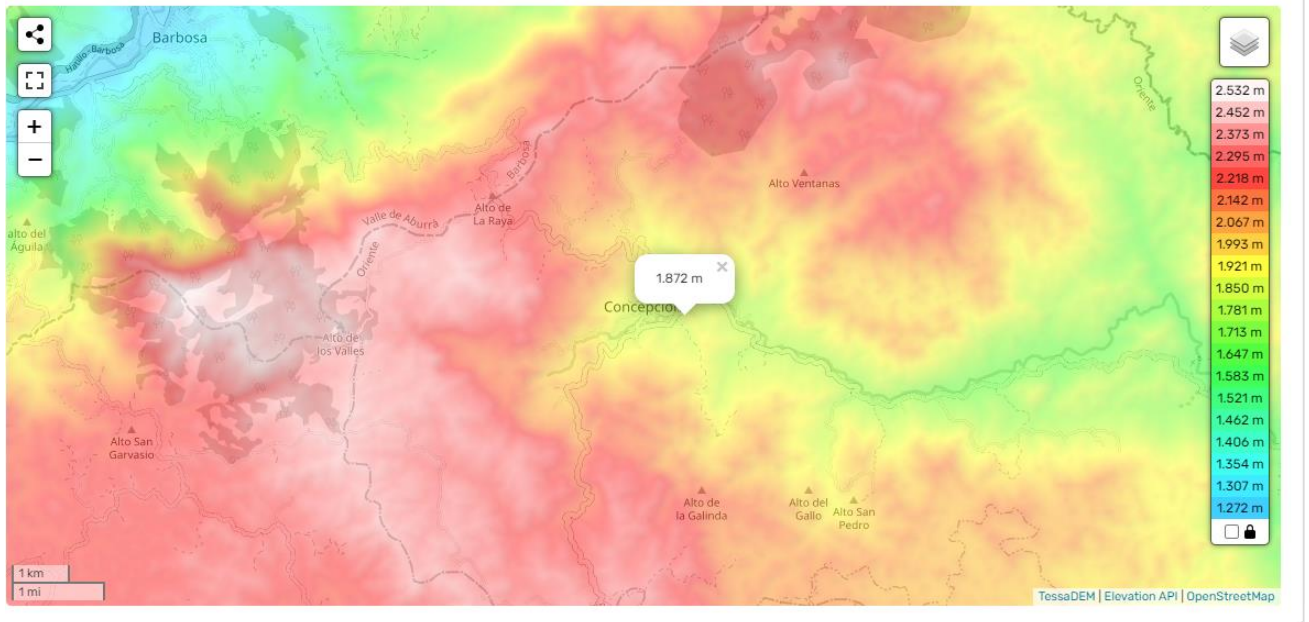 Barbosa
Hatillo-Barbosa
Oriente
Barbosa
Alto Ventanas
Alto de
La Raya
Valle de Aburrá
alto del
Águila
Oriente
1.872 m
×
Concepción
Alto de
los Valles
Alto San
Garvasio
Alto de
la Galinda
Alto del
Gallo
Alto San
Pedro
+
−
2.532 m
2.452 m
2.373 m
2.295 m
2.218 m
2.142 m
2.067 m
1.993 m
1.921 m
1.850 m
1.781 m
1.713 m
1.647 m
1.583 m
1.521 m
1.462 m
1.406 m
1.354 m
1.307 m
1.272 m
1 km
1 mi
TessaDEM | Elevation API | OpenStreetMap